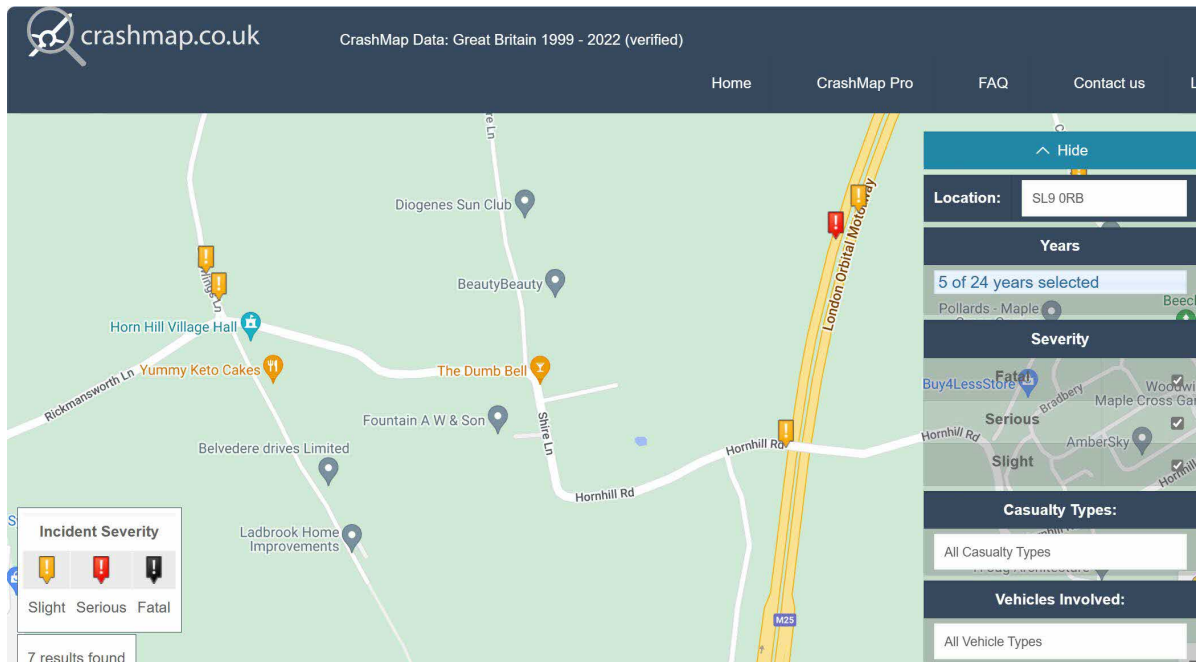 crashmap.co.uk
CrashMap Data: Great Britain 1999 - 2022 (verified)
Home
CrashMap Pro
FAQ
Contact us
L
re Ln
Hide
Diogenes Sun Club
Location:
SL9 0RB
London Orbital Motorway
Years
BeautyBeauty
5 of 24 years selected
Pollards - Maple
Beech
Horn Hill Village Hall
Severity
Yummy Keto Cakes
The Dumb Bell
Fatal
Buy4LessStore
Rickmansworth Ln
Bradbery
Maple Cross Gar
Fountain A W & Son
Shire Ln
Serious
Hornhill Rd
Hornhill Rd
AmberSky
Belvedere drives Limited
Slight
Hornhill
Hornhill Rd
Casualty Types:
Incident Severity
Ladbrook Home
Improvements
All Casualty Types
Slight
Serious
Fatal
Vehicles Involved:
M25
All Vehicle Types
7 results found